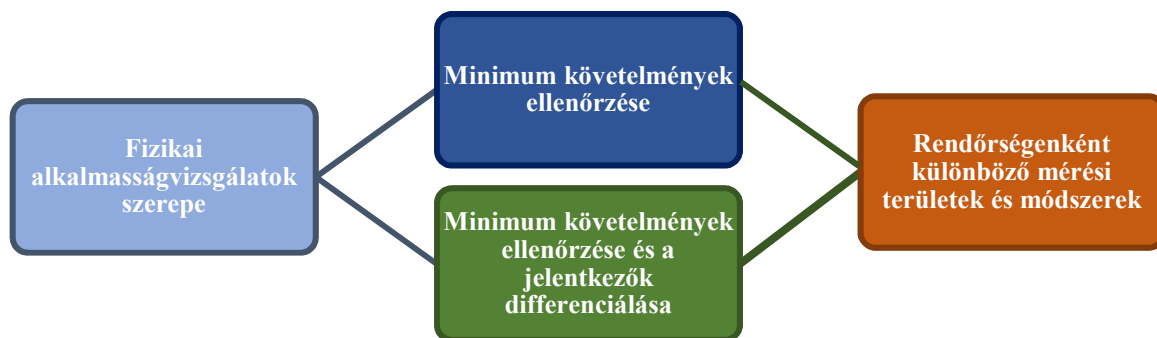 Fizikai
alkalmasságvizsgálatok
szerepe
Minimum követelmények
ellenőrzése
Minimum követelmények
ellenőrzése és a
jelentkezők
differenciálása
Rendőrségenként
különböző mérési
területek és módszerek